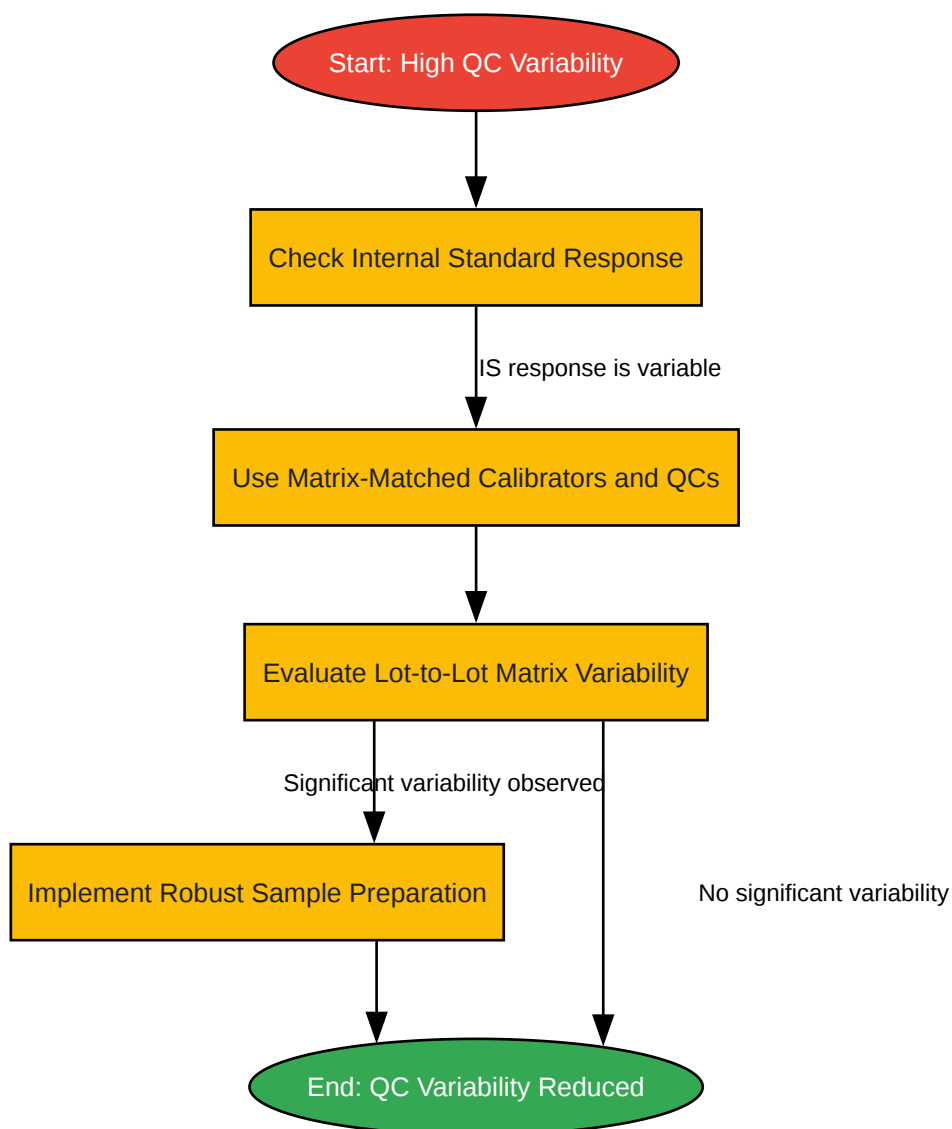 Start: High QC Variability
Check Internal Standard Response
IS response is variable
Use Matrix-Matched Calibrators and QCs
Evaluate Lot-to-Lot Matrix Variability
Significant variability observed
Implement Robust Sample Preparation
No significant variability
End: QC Variability Reduced